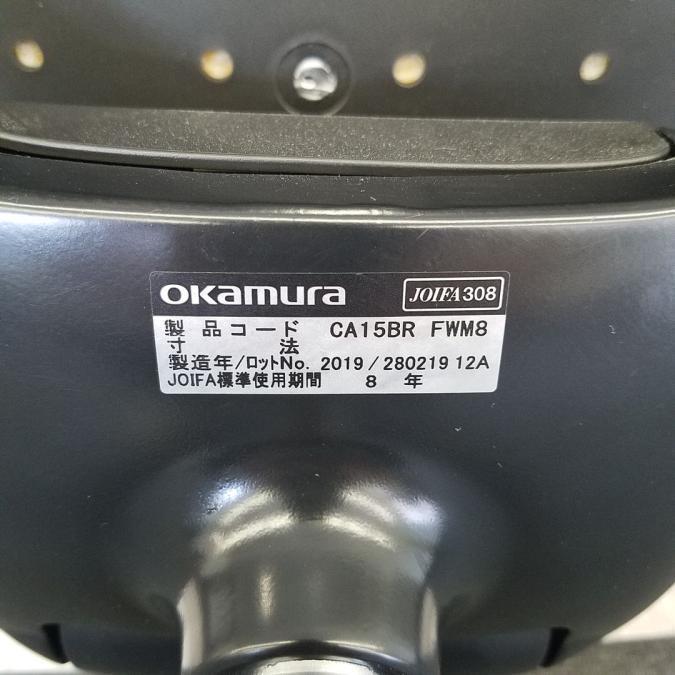 okamura
JOIFA308
製品コード CA15BR FWM8
寸法
製造年/ロットNo. 2019/280219 12A
JOIFA標準使用期間 8 年